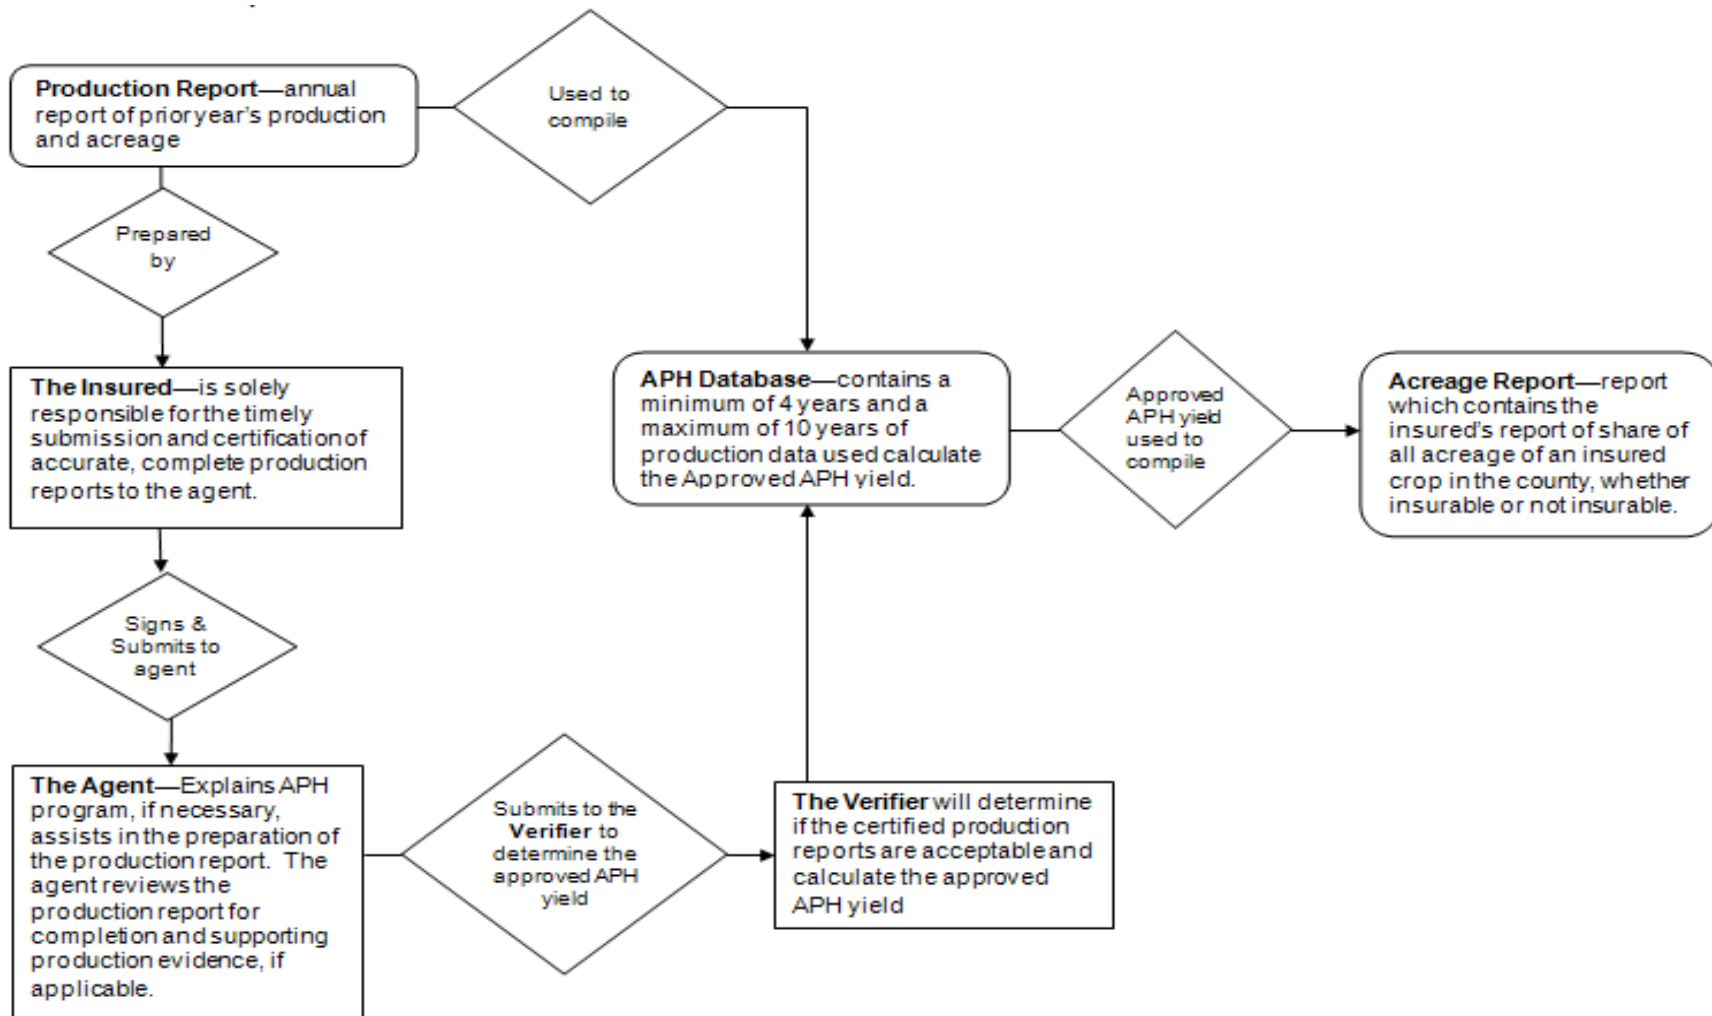 Production Report—annual
report of prior year's production
and acreage
Used to
compile
Prepared
by
The Insured—is solely
responsible for the timely
submission and certification of
accurate, complete production
reports to the agent.
APH Database—contains a
minimum of 4 years and a
maximum of 10 years of
production data used calculate
the Approved APH yield.
Approved
APH yield
used to
compile
Acreage Report—report
which contains the
insured's report of share of
all acreage of an insured
crop in the county, whether
insurable or not insurable.
Signs &
Submits to
agent
The Agent—Explains APH
program, if necessary,
assists in the preparation of
the production report.  The
agent reviews the
production report for
completion and supporting
production evidence, if
applicable.
Submits to the
Verifier to
determine the
approved APH
yield
The Verifier will determine
if the certified production
reports are acceptable and
calculate the approved
APH yield